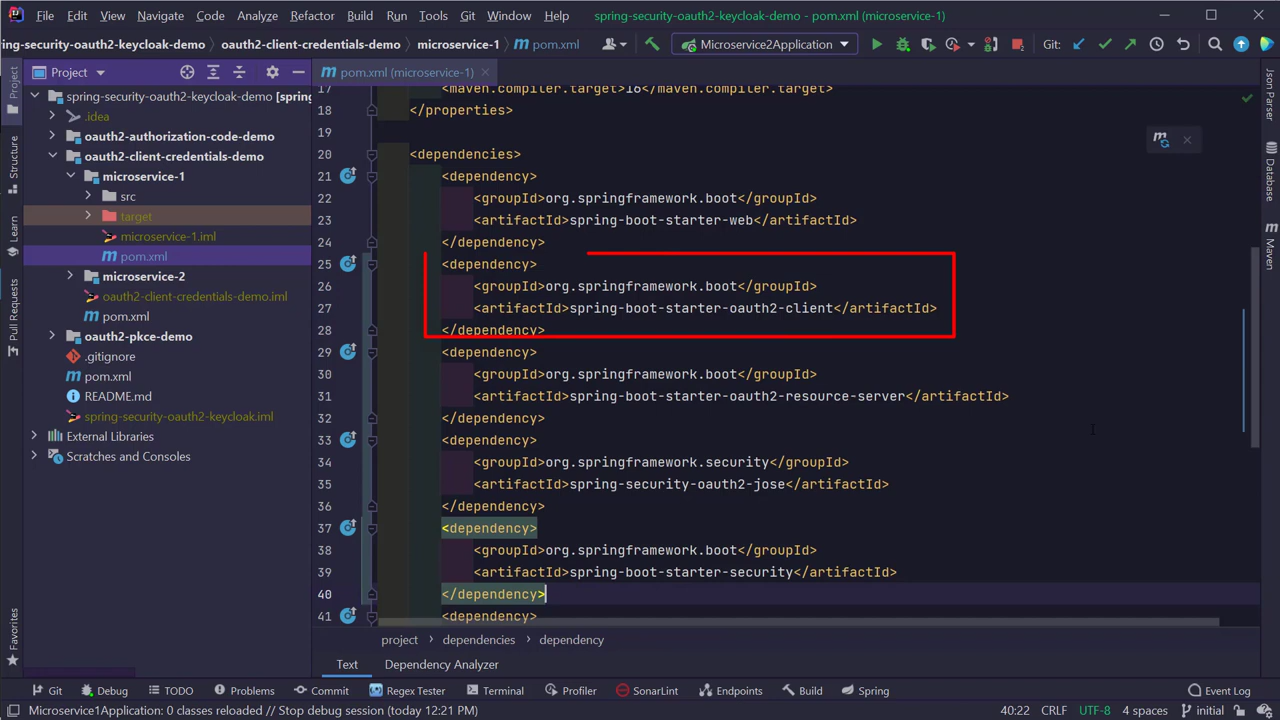 File Edit View Navigate Code Analyze Refactor Build Run Tools Git Window Help spring-security-oauth2-keycloak-demo - pom.xml (microservice-1)
ring-security-oauth2-keycloak-demo oauth2-client-credentials-demo microservice-1 pom.xml Microservice2Application Git:
Project
pom.xml (microservice-1)
Project
Structure
Learn
Pull Requests
Favorites
spring-security-oauth2-keycloak-demo [spring
.idea
oauth2-authorization-code-demo
oauth2-client-credentials-demo
microservice-1
src
target
microservice-1.iml
pom.xml
microservice-2
oauth2-client-credentials-demo.iml
pom.xml
oauth2-pkce-demo
.gitignore
pom.xml
README.md
spring-security-oauth2-keycloak.iml
External Libraries
Scratches and Consoles
17 <maven.compiler.target>16</maven.compiler.target>
18 </properties>
19
20 <dependencies>
21 <dependency>
22 <groupId>org.springframework.boot</groupId>
23 <artifactId>spring-boot-starter-web</artifactId>
24 </dependency>
25 <dependency>
26 <groupId>org.springframework.boot</groupId>
27 <artifactId>spring-boot-starter-oauth2-client</artifactId>
28 </dependency>
29 <dependency>
30 <groupId>org.springframework.boot</groupId>
31 <artifactId>spring-boot-starter-oauth2-resource-server</artifactId>
32 </dependency>
33 <dependency>
34 <groupId>org.springframework.security</groupId>
35 <artifactId>spring-security-oauth2-jose</artifactId>
36 </dependency>
37 <dependency>
38 <groupId>org.springframework.boot</groupId>
39 <artifactId>spring-boot-starter-security</artifactId>
40 </dependency>
41 <dependency>
Json Parser
Database
Maven
project dependencies dependency
Text Dependency Analyzer
Git Debug TODO Problems Commit Regex Tester Terminal Profiler SonarLint Endpoints Build Spring Event Log
Microservice1Application: 0 classes reloaded // Stop debug session (today 12:21 PM) 40:22 CRLF UTF-8 4 spaces initial